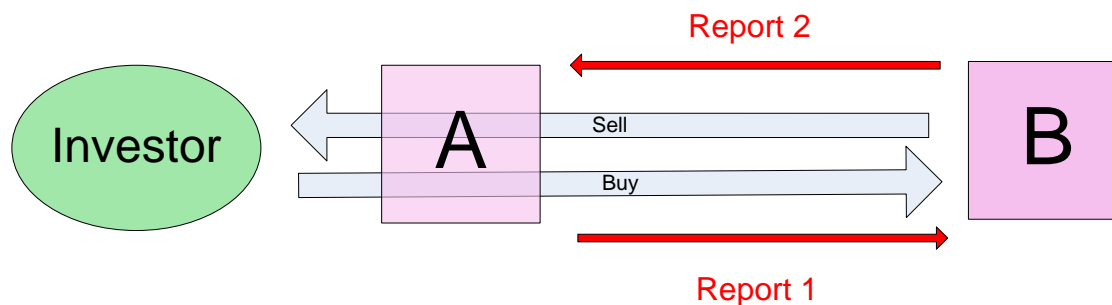 Report 2
Investor
A
Sell
Buy
B
Report 1